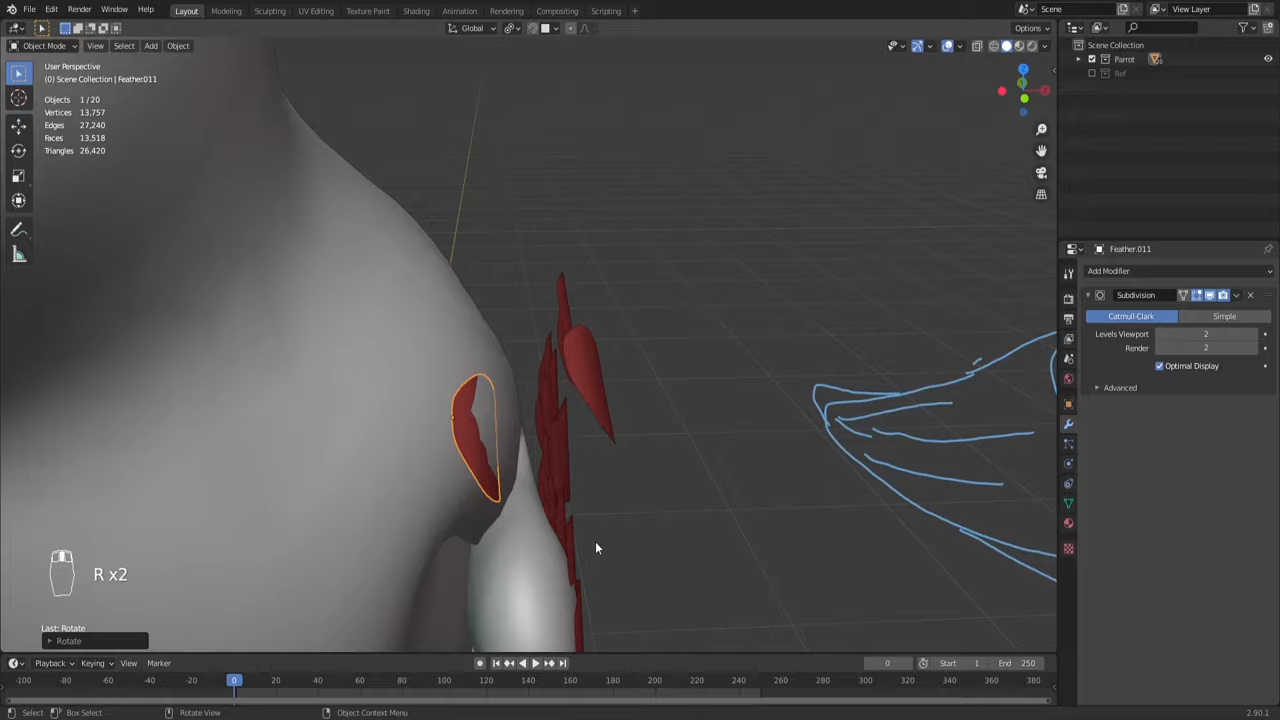 File Edit Render Window Help Layout Modeling Sculpting UV Editing Texture Paint Shading Animation Rendering Compositing Scripting + Scene View Layer
Object Mode View Select Add Object Global Options
User Perspective
(0) Scene Collection | Feather.011
Objects 1 / 20
Vertices 13,757
Edges 27,240
Faces 13,518
Triangles 26,420
Scene Collection
Parrot
Ref
Feather.011
Add Modifier
Subdivision
Catmull-Clark Simple
Levels Viewport 2
Render 2
Optimal Display
Advanced
R x2
Last: Rotate
Rotate
Playback Keying View Marker 0 Start 1 End 250
-100 -80 -60 -40 -20 0 20 40 60 80 100 120 140 160 180 200 220 240 260 280 300 320 340 360 380
Select Box Select Rotate View Object Context Menu 2.90.1